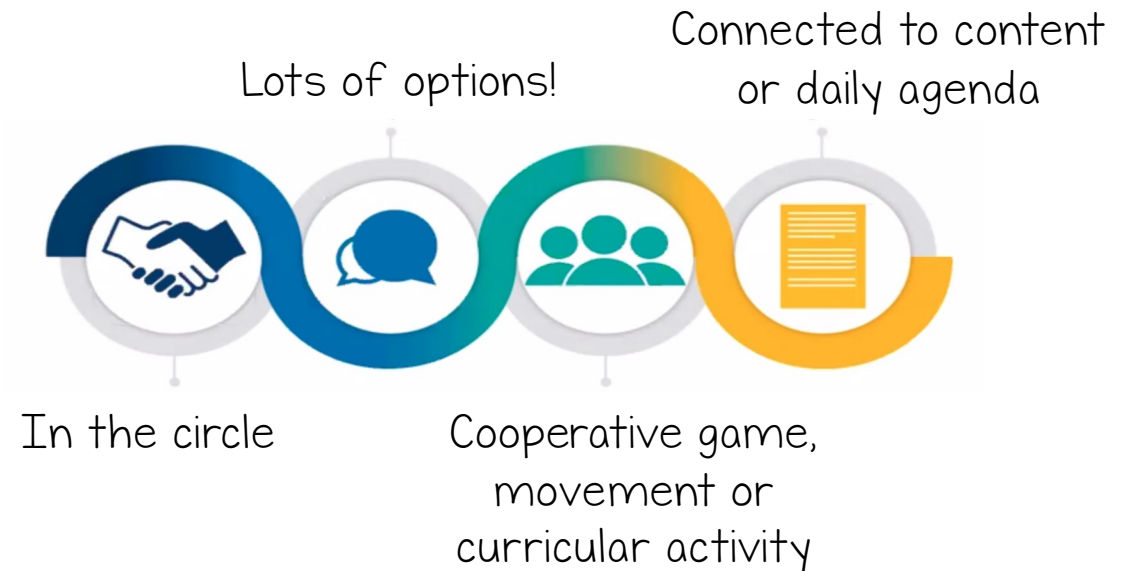 Connected to content
or daily agenda
Lots of options!
In the circle
Cooperative game,
movement or
curricular activity